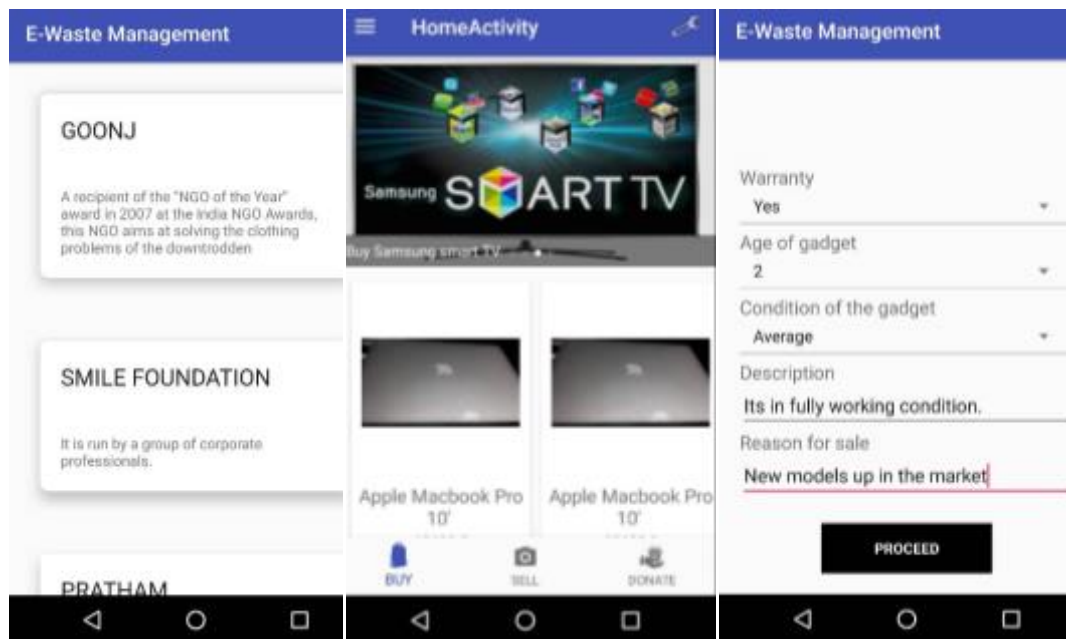 E-Waste Management
GOONJ
A recipient of the "NGO of the Year"
award in 2007 at the India NGO Awards,
this NGO aims at solving the clothing
problems of the downtrodden
SMILE FOUNDATION
It is run by a group of corporate
professionals.
PRATHAM
HomeActivity
Samsung SMART TV
Buy Samsung smart TV
Apple Macbook Pro
10'
Apple Macbook Pro
10'
BUY
SELL
DONATE
E-Waste Management
Warranty
Yes
Age of gadget
2
Condition of the gadget
Average
Description
Its in fully working condition.
Reason for sale
New models up in the market
PROCEED